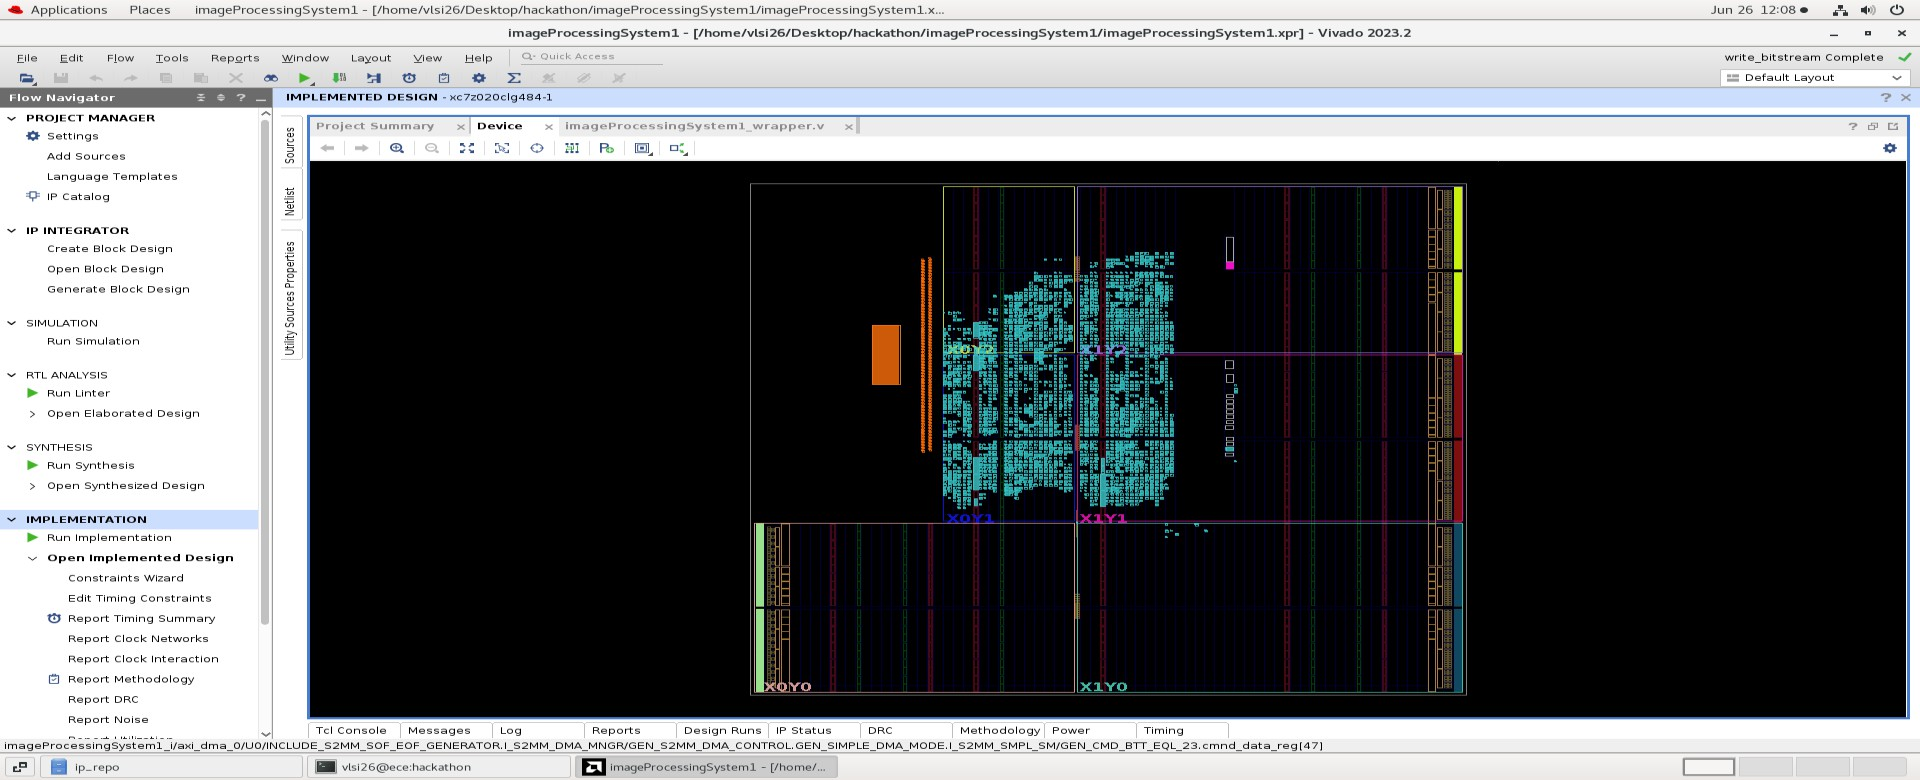 Applications Places imageProcessingSystem1 - [/home/vlsi26/Desktop/hackathon/imageProcessingSystem1/imageProcessingSystem1.x... Jun 26 12:08
imageProcessingSystem1 - [/home/vlsi26/Desktop/hackathon/imageProcessingSystem1/imageProcessingSystem1.xpr] - Vivado 2023.2
File Edit Flow Tools Reports Window Layout View Help Quick Access write_bitstream Complete
Default Layout
Flow Navigator
IMPLEMENTED DESIGN - xc7z020clg484-1
PROJECT MANAGER
Settings
Add Sources
Language Templates
IP Catalog
IP INTEGRATOR
Create Block Design
Open Block Design
Generate Block Design
SIMULATION
Run Simulation
RTL ANALYSIS
Run Linter
Open Elaborated Design
SYNTHESIS
Run Synthesis
Open Synthesized Design
IMPLEMENTATION
Run Implementation
Open Implemented Design
Constraints Wizard
Edit Timing Constraints
Report Timing Summary
Report Clock Networks
Report Clock Interaction
Report Methodology
Report DRC
Report Noise
Sources
Netlist
Utility Sources Properties
Project Summary Device imageProcessingSystem1_wrapper.v
X0Y2 X1Y2
X0Y1 X1Y1
X0Y0 X1Y0
Tcl Console Messages Log Reports Design Runs IP Status DRC Methodology Power Timing
imageProcessingSystem1_i/axi_dma_0/U0/INCLUDE_S2MM_SOF_EOF_GENERATOR.I_S2MM_DMA_MNGR/GEN_S2MM_DMA_CONTROL.GEN_SIMPLE_DMA_MODE.I_S2MM_SMPL_SM/GEN_CMD_BTT_EQL_23.cmnd_data_reg[47]
ip_repo vlsi26@ece:hackathon imageProcessingSystem1 - [/home/...